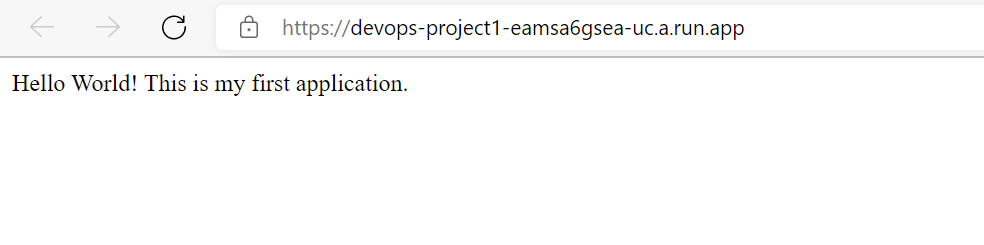 https://devops-project1-eamsa6gsea-uc.a.run.app
Hello World! This is my first application.